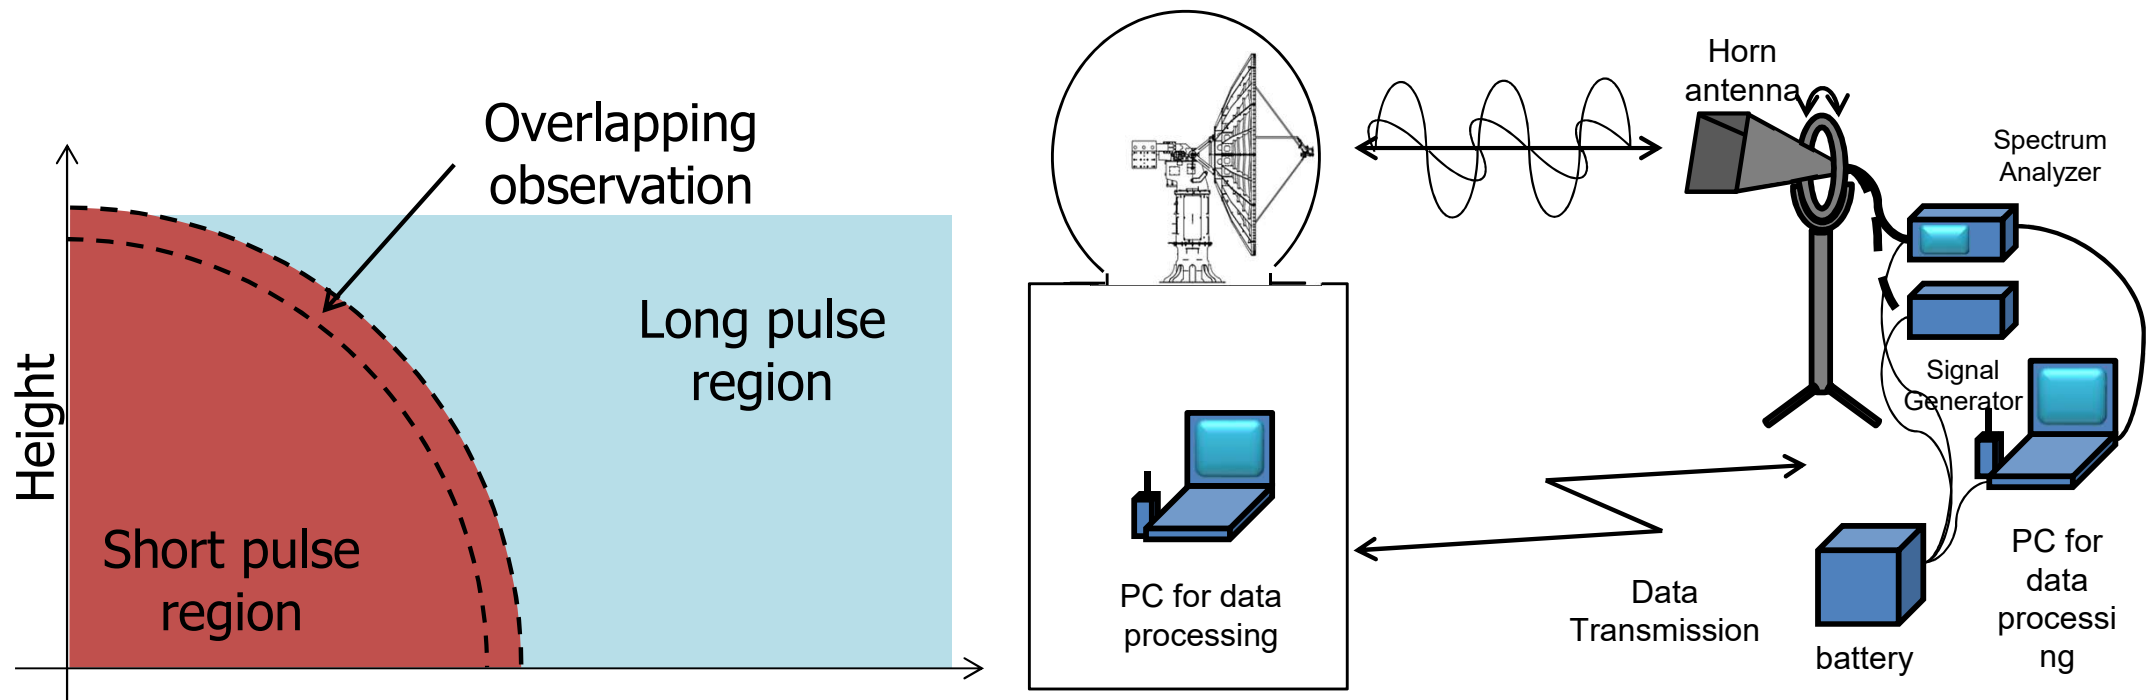 Overlapping
observation
Height
Long pulse
region
Short pulse
region
Horn
antenna
Spectrum
Analyzer
Signal
Generator
PC for data
processing
Data
Transmission
battery
PC for
data
processi
ng